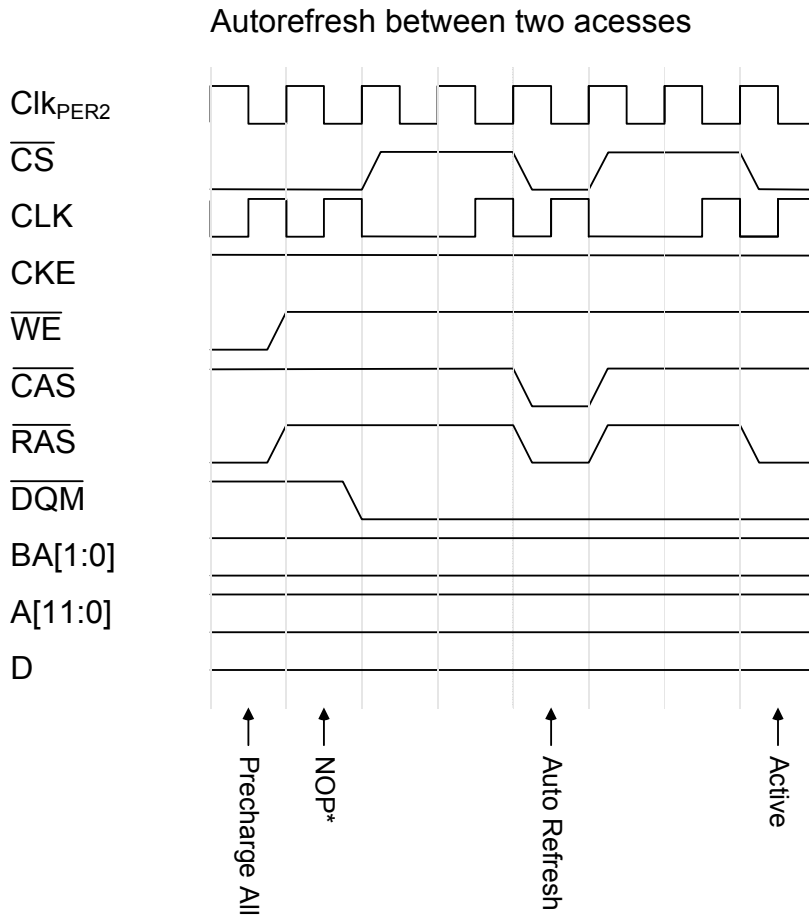 Autorefresh between two acesses
Clk_PER2
CS
CLK
CKE
WE
CAS
RAS
DQM
BA[1:0]
A[11:0]
D
Precharge All
NOP*
Auto Refresh
Active